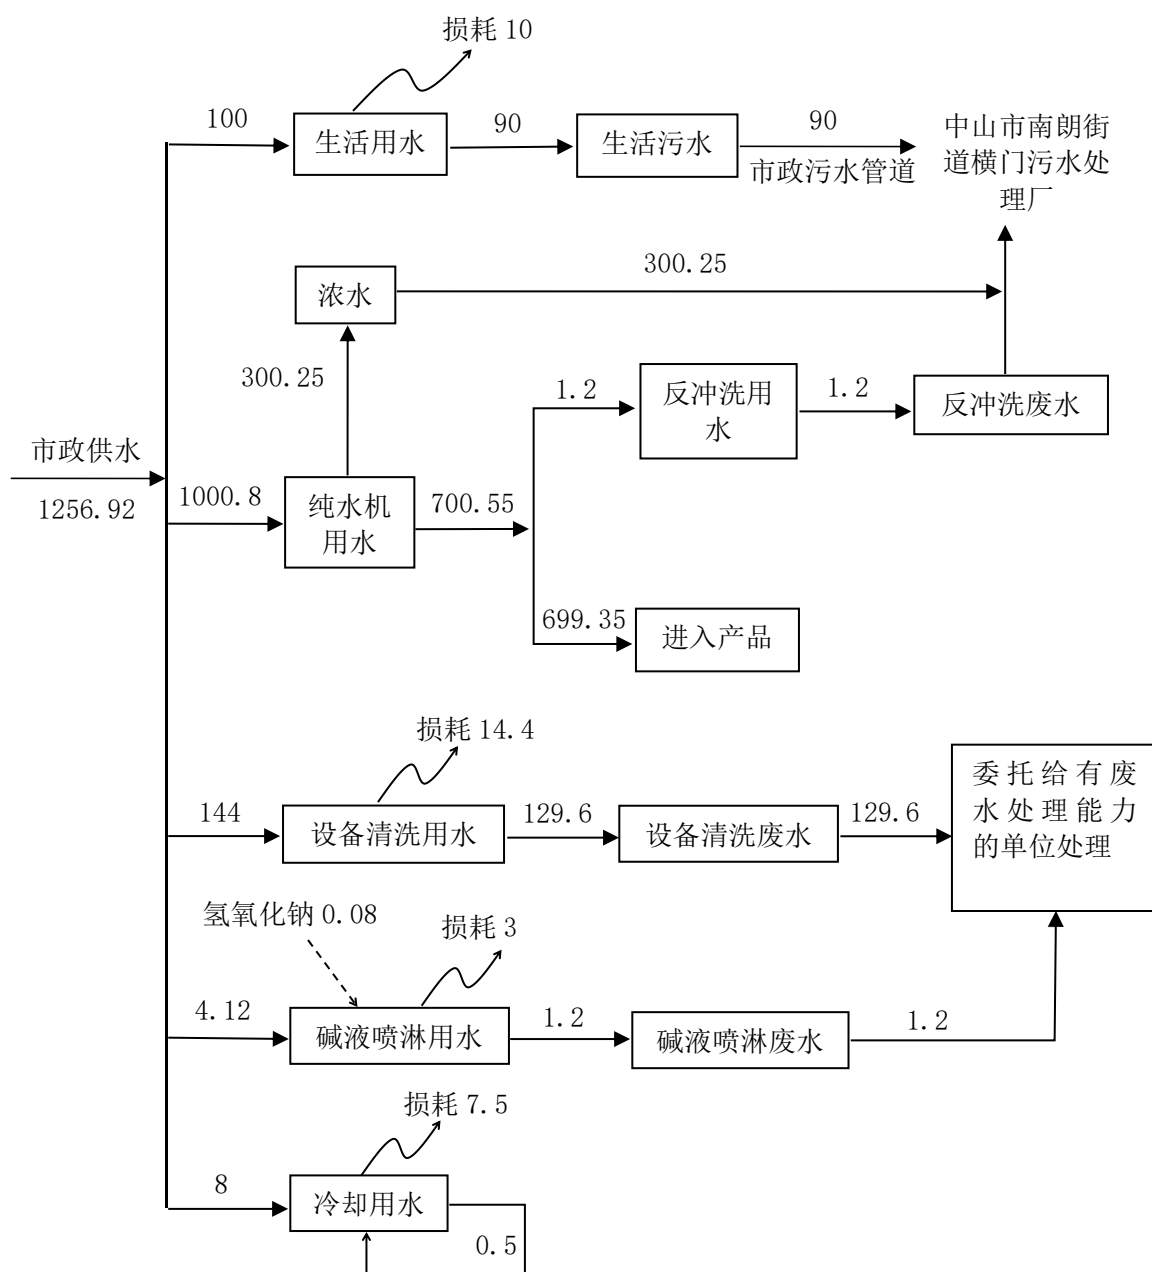 损耗 10
100
生活用水
90
生活污水
90
市政污水管道
中山市南朗街
道横门污水处
理厂
300.25
浓水
300.25
1.2
反冲洗用
水
1.2
反冲洗废水
市政供水
1256.92
1000.8
纯水机
用水
700.55
699.35
进入产品
损耗 14.4
144
设备清洗用水
129.6
设备清洗废水
129.6
委托给有废
水处理能力
的单位处理
氢氧化钠 0.08
损耗 3
4.12
碱液喷淋用水
1.2
碱液喷淋废水
1.2
损耗 7.5
8
冷却用水
0.5